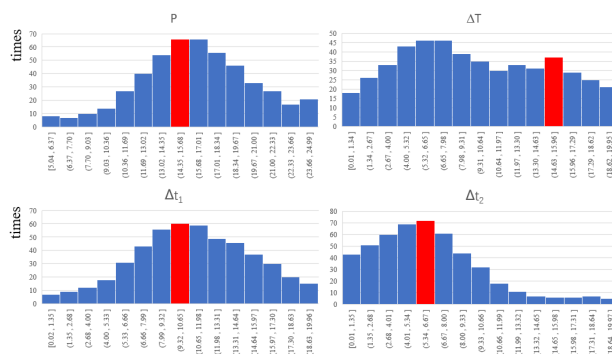 P
times
70
60
50
40
30
20
10
0
[5.04 , 6.37]
(6.37 , 7.70]
(7.70 , 9.03]
(9.03 , 10.36]
(10.36 , 11.69]
(11.69 , 13.02]
(13.02 , 14.35]
(14.35 , 15.68]
(15.68 , 17.01]
(17.01 , 18.34]
(18.34 , 19.67]
(19.67 , 21.00]
(21.00 , 22.33]
(22.33 , 23.66]
(23.66 , 24.99]
ΔT
50
45
40
35
30
25
20
15
10
5
0
[0.01 , 1.34]
(1.34 , 2.67]
(2.67 , 4.00]
(4.00 , 5.32]
(5.32 , 6.65]
(6.65 , 7.98]
(7.98 , 9.31]
(9.31 , 10.64]
(10.64 , 11.97]
(11.97 , 13.30]
(13.30 , 14.63]
(14.63 , 15.96]
(15.96 , 17.29]
(17.29 , 18.62]
(18.62 , 19.95]
Δt₁
times
70
60
50
40
30
20
10
0
[0.02 , 1.35]
(1.35 , 2.68]
(2.68 , 4.00]
(4.00 , 5.33]
(5.33 , 6.66]
(6.66 , 7.99]
(7.99 , 9.32]
(9.32 , 10.65]
(10.65 , 11.98]
(11.98 , 13.31]
(13.31 , 14.64]
(14.64 , 15.97]
(15.97 , 17.30]
(17.30 , 18.63]
(18.63 , 19.96]
Δt₂
80
70
60
50
40
30
20
10
0
[0.01 , 1.35]
(1.35 , 2.68]
(2.68 , 4.01]
(4.01 , 5.34]
(5.34 , 6.67]
(6.67 , 8.00]
(8.00 , 9.33]
(9.33 , 10.66]
(10.66 , 11.99]
(11.99 , 13.32]
(13.32 , 14.65]
(14.65 , 15.98]
(15.98 , 17.31]
(17.31 , 18.64]
(18.64 , 19.97]